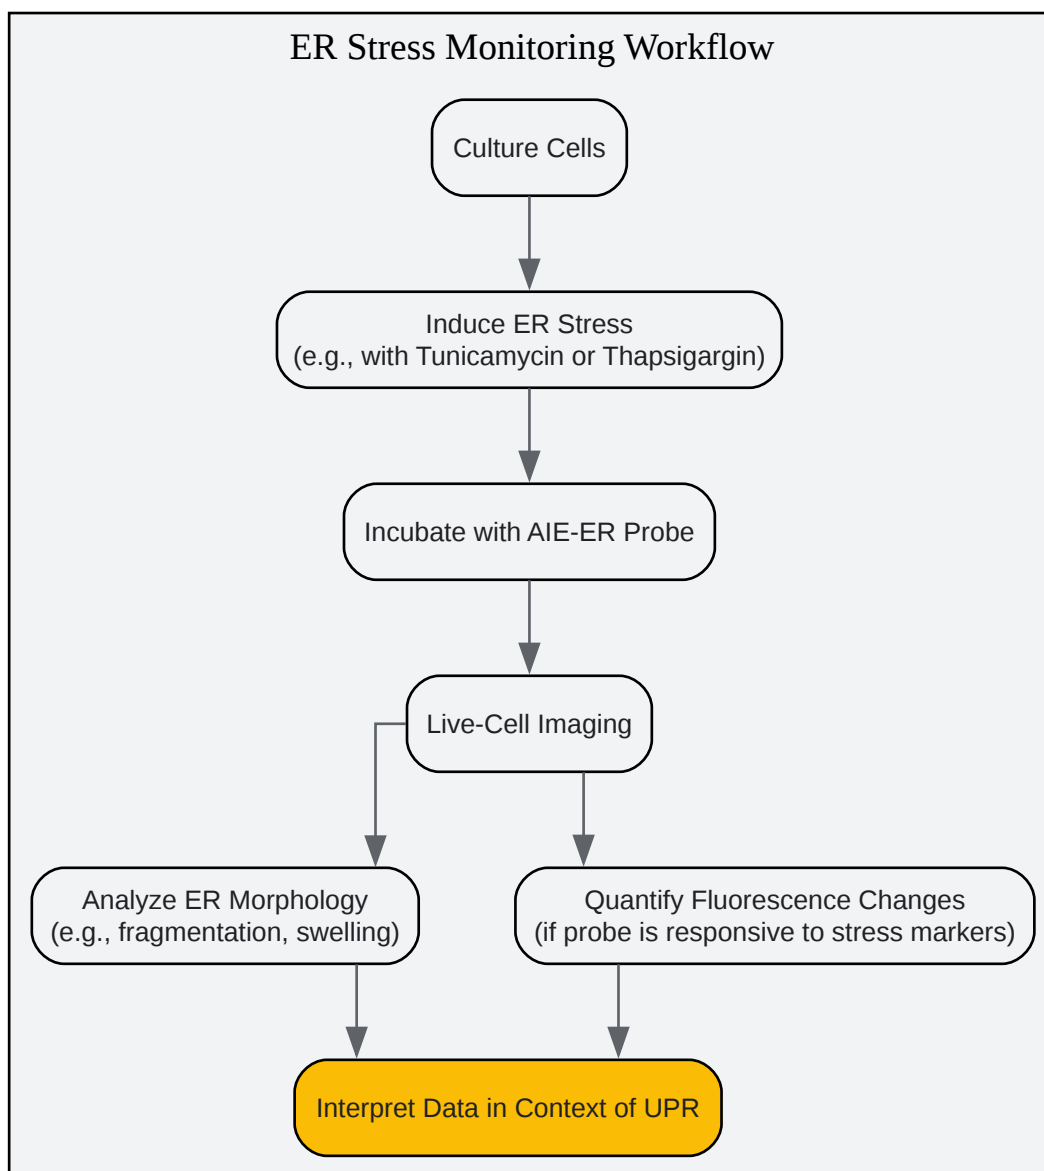 ER Stress Monitoring Workflow
Culture Cells
Induce ER Stress
(e.g., with Tunicamycin or Thapsigargin)
Incubate with AIE-ER Probe
Live-Cell Imaging
Analyze ER Morphology
(e.g., fragmentation, swelling)
Quantify Fluorescence Changes
(if probe is responsive to stress markers)
Interpret Data in Context of UPR